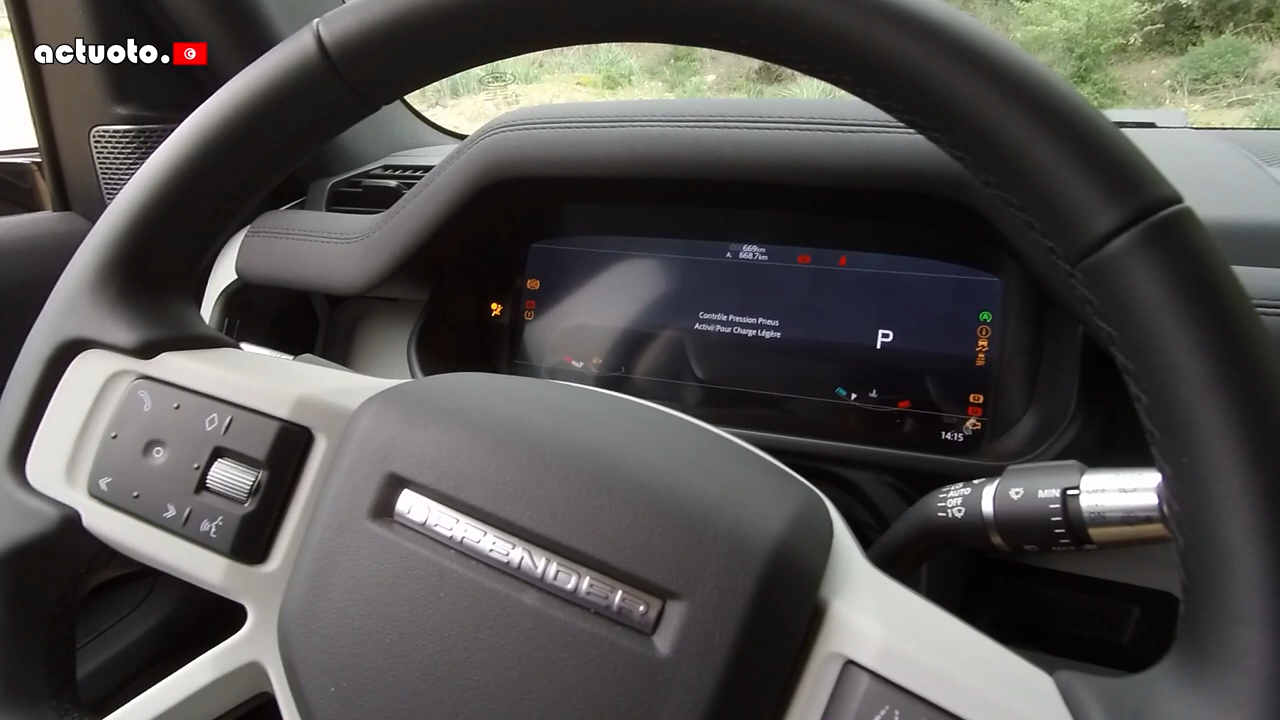 actuoto.
669km
A: 668.7km
Contrôle Pression Pneus
Activé Pour Charge Légère
P
14:15
AUTO
OFF
MIN
DEFENDER